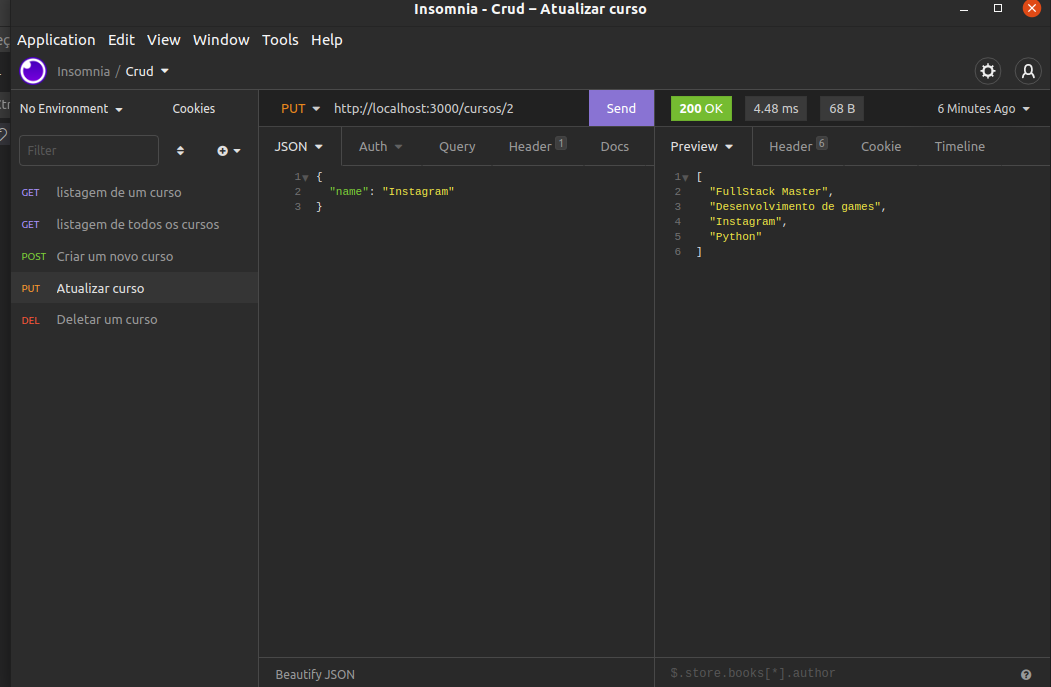 Insomnia - Crud – Atualizar curso
Application Edit View Window Tools Help
Insomnia / Crud
No Environment Cookies
PUT http://localhost:3000/cursos/2 Send
200 OK 4.48 ms 68 B 6 Minutes Ago
Filter
JSON Auth Query Header 1 Docs
Preview Header 6 Cookie Timeline
GET listagem de um curso
GET listagem de todos os cursos
POST Criar um novo curso
PUT Atualizar curso
DEL Deletar um curso
1 {
2 "name": "Instagram"
3 }
1 [
2 "FullStack Master",
3 "Desenvolvimento de games",
4 "Instagram",
5 "Python"
6 ]
Beautify JSON
$.store.books[*].author